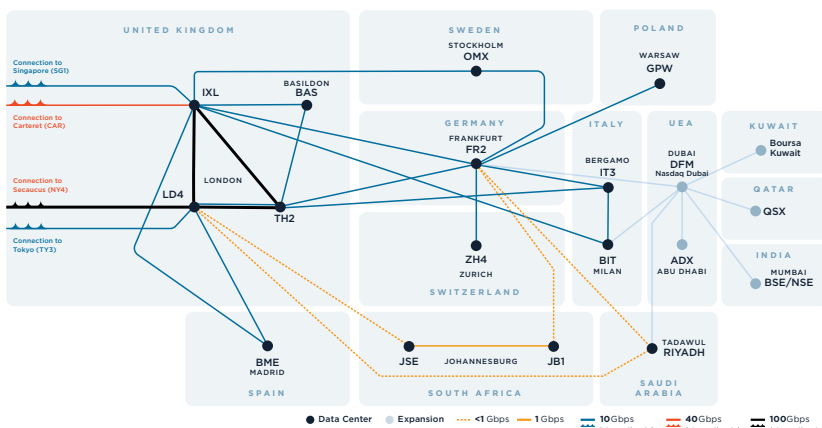 UNITED KINGDOM
SWEDEN
POLAND
STOCKHOLM
OMX
WARSAW
GPW
Connection to
Singapore (SG1)
IXL
BASILDON
BAS
Connection to
Carteret (CAR)
GERMANY
FRANKFURT
FR2
ITALY
BERGAMO
IT3
UEA
DUBAI
DFM
Nasdaq Dubai
KUWAIT
Boursa
Kuwait
Connection to
Secaucus (NY4)
LD4
LONDON
TH2
QATAR
QSX
Connection to
Tokyo (TY3)
ZH4
ZURICH
SWITZERLAND
BIT
MILAN
ADX
ABU DHABI
INDIA
MUMBAI
BSE/NSE
BME
MADRID
SPAIN
JSE
JOHANNESBURG
JB1
SOUTH AFRICA
TADAWUL
RIYADH
SAUDI
ARABIA
Data Center
Expansion
<1 Gbps
1 Gbps
10Gbps
40Gbps
100Gbps